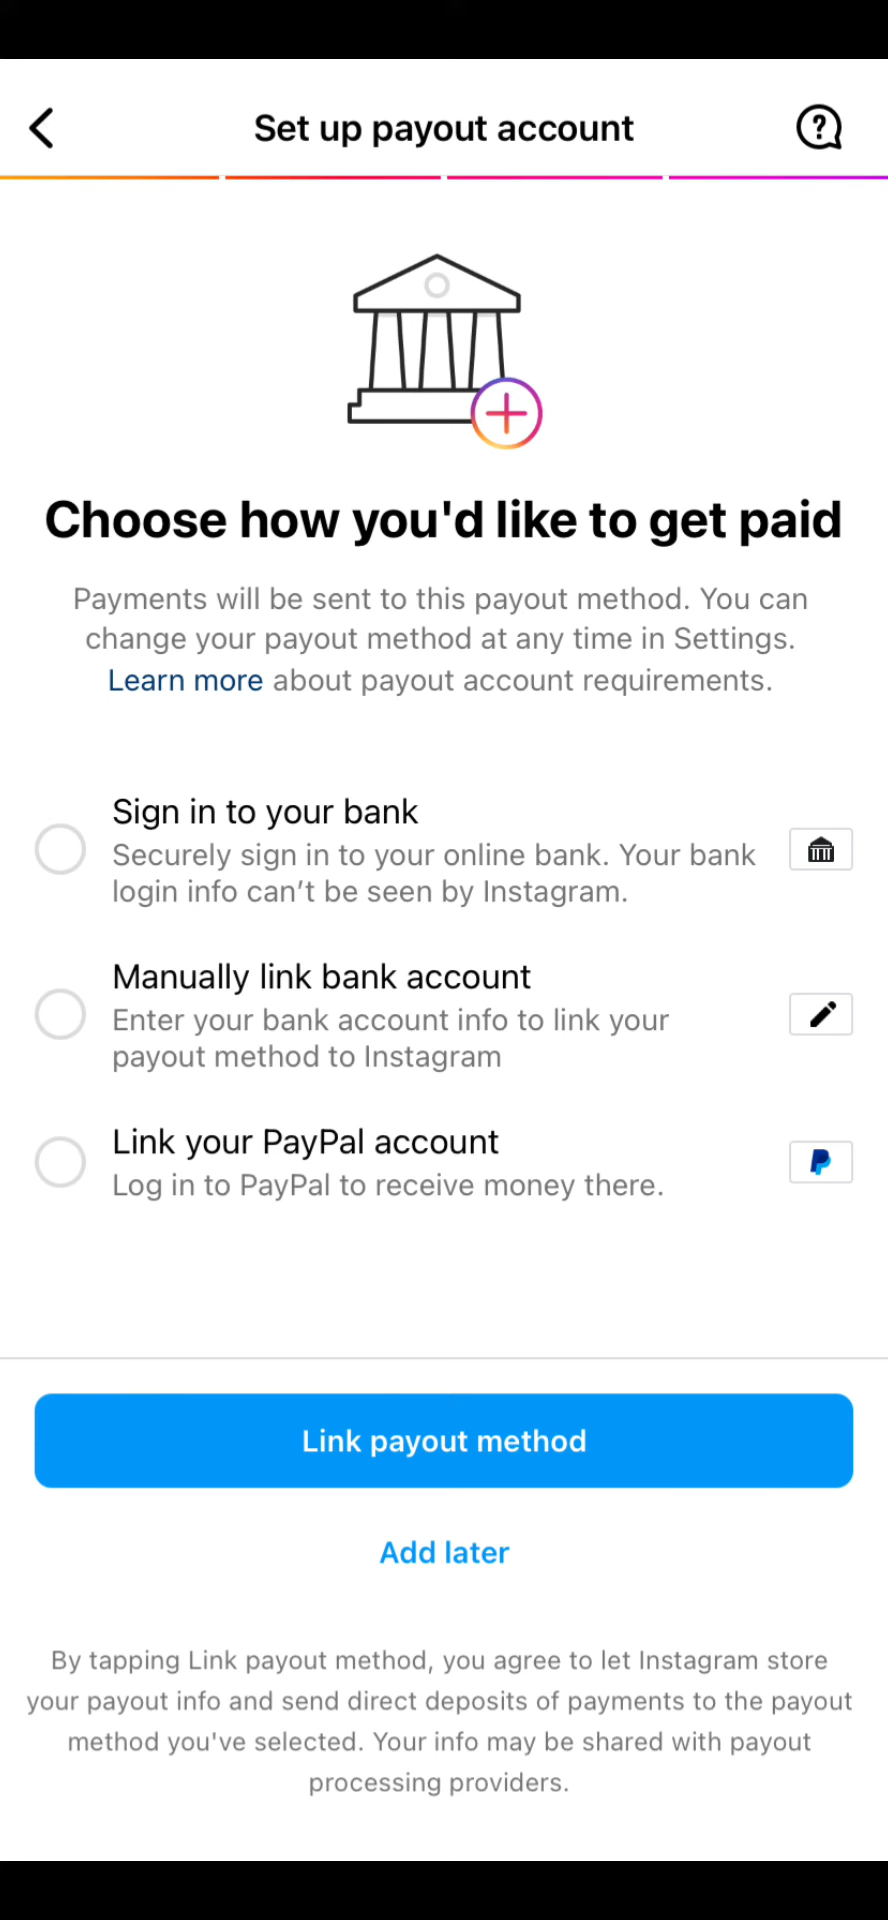 Set up payout account
Choose how you'd like to get paid
Payments will be sent to this payout method. You can
change your payout method at any time in Settings.
Learn more about payout account requirements.
Sign in to your bank
Securely sign in to your online bank. Your bank
login info can’t be seen by Instagram.
Manually link bank account
Enter your bank account info to link your
payout method to Instagram
Link your PayPal account
Log in to PayPal to receive money there.
Link payout method
Add later
By tapping Link payout method, you agree to let Instagram store
your payout info and send direct deposits of payments to the payout
method you've selected. Your info may be shared with payout
processing providers.